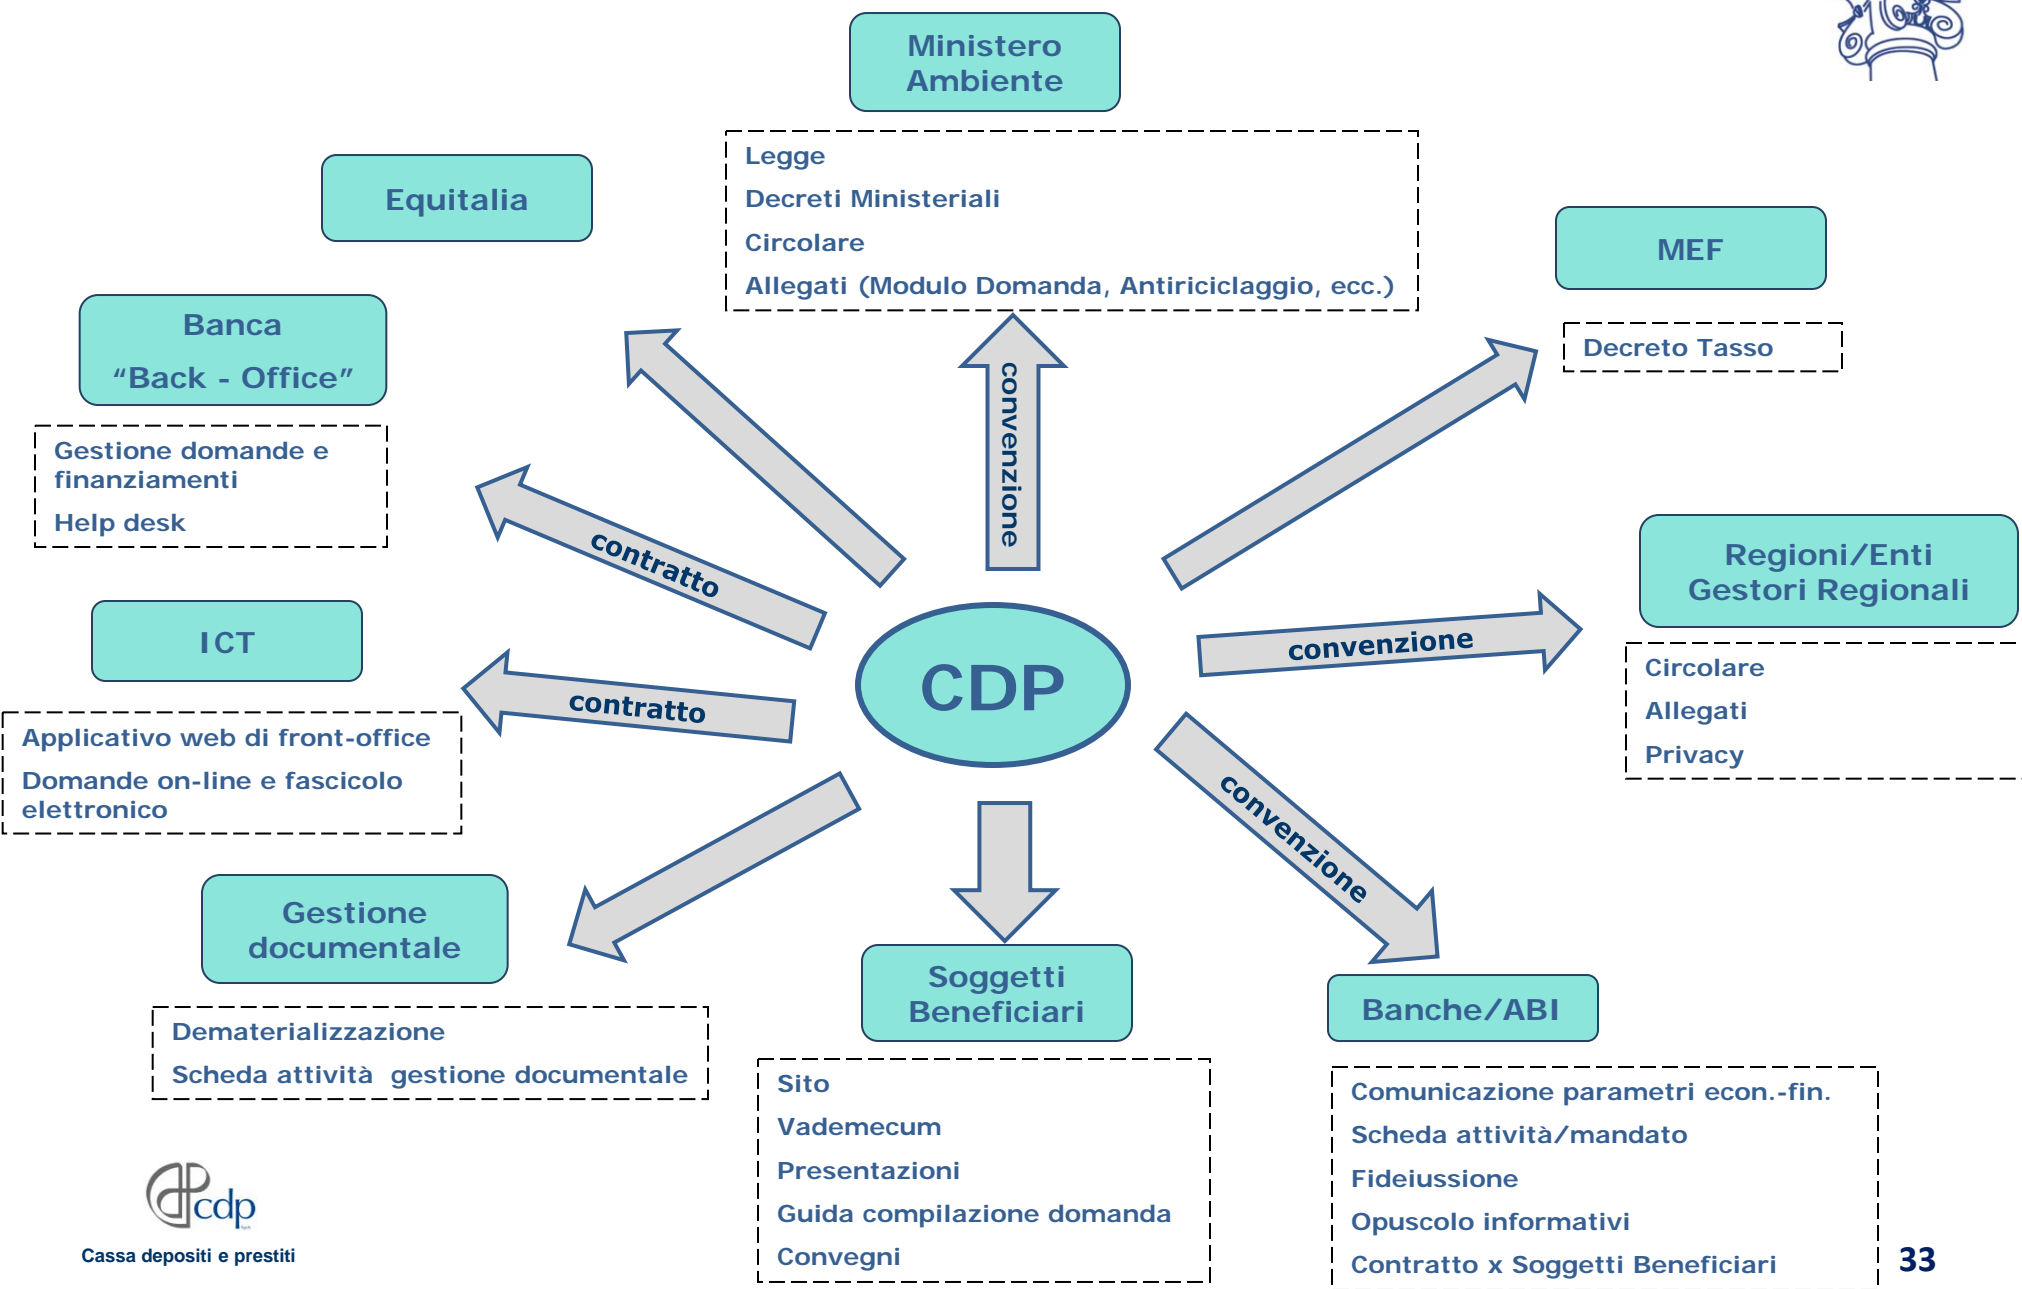 Ministero
Ambiente
Legge
Decreti Ministeriali
Circolare
Allegati (Modulo Domanda, Antiriciclaggio, ecc.)
Equitalia
MEF
Decreto Tasso
Banca
“Back - Office”
Gestione domande e
finanziamenti
Help desk
convenzione
contratto
Regioni/Enti
Gestori Regionali
Circolare
Allegati
Privacy
convenzione
ICT
Applicativo web di front-office
Domande on-line e fascicolo
elettronico
contratto
CDP
convenzione
Gestione
documentale
Dematerializzazione
Scheda attività gestione documentale
Soggetti
Beneficiari
Sito
Vademecum
Presentazioni
Guida compilazione domanda
Convegni
Banche/ABI
Comunicazione parametri econ.-fin.
Scheda attività/mandato
Fideiussione
Opuscolo informativi
Contratto x Soggetti Beneficiari
cdp
Cassa depositi e prestiti
33